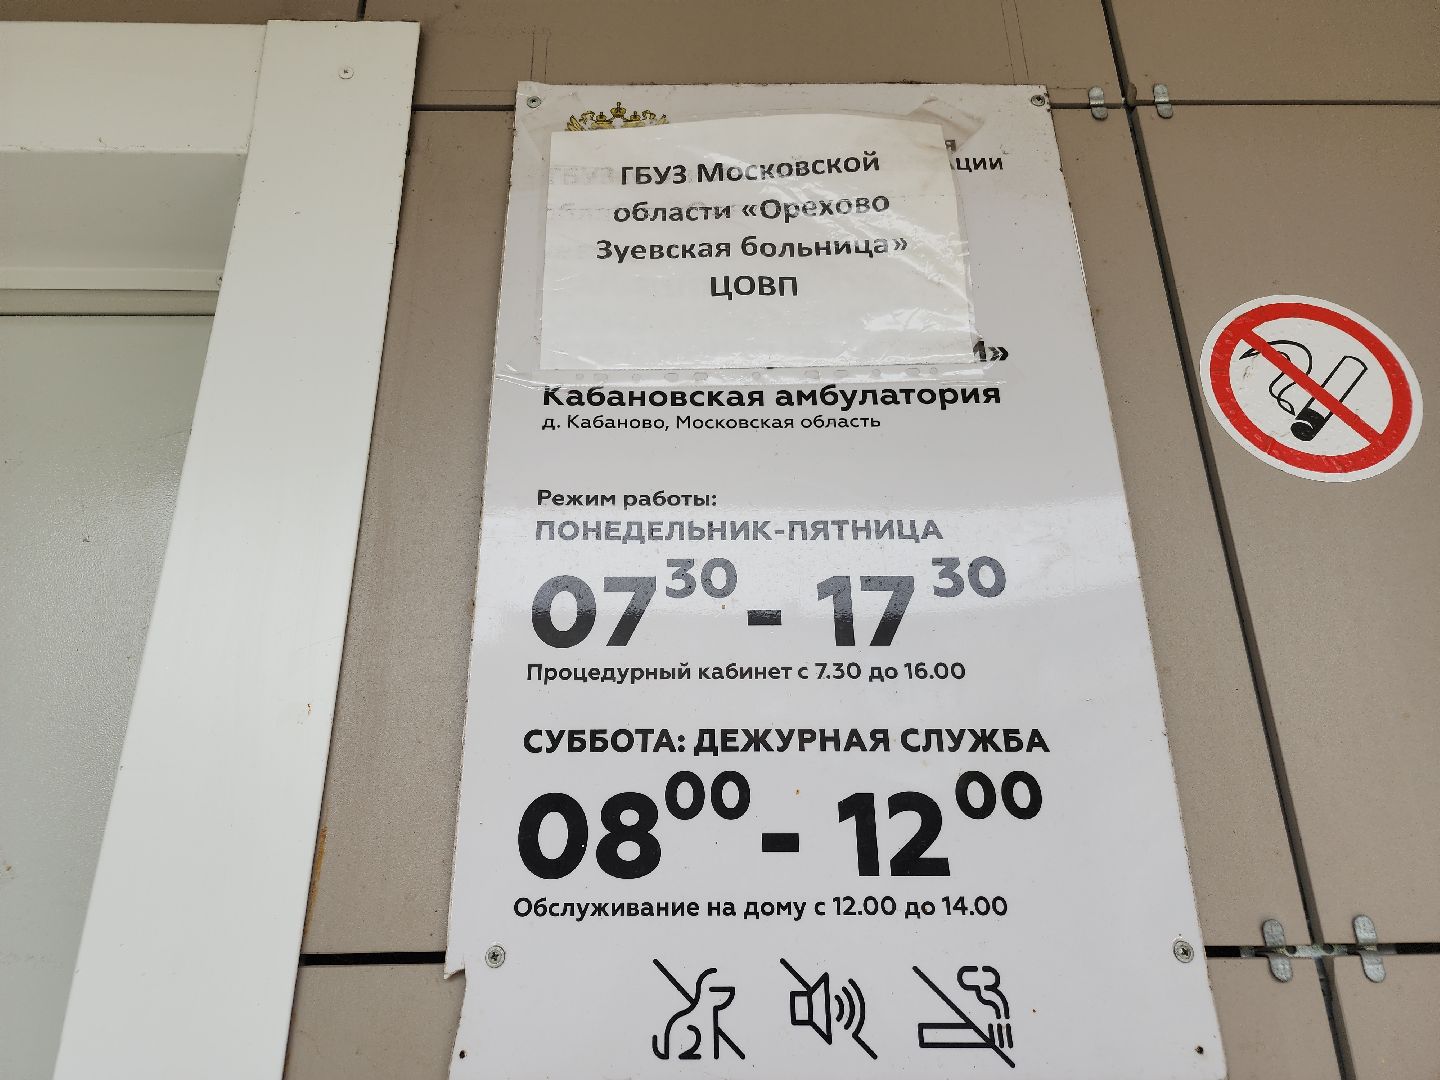 ГБУЗ Московской
области «Орехово
Зуевская больница»
ЦОВП
Кабановская амбулатория
д. Кабаново, Московская область
Режим работы:
ПОНЕДЕЛЬНИК-ПЯТНИЦА
07 30 - 17 30
Процедурный кабинет с 7.30 до 16.00
СУББОТА: ДЕЖУРНАЯ СЛУЖБА
08 00 - 12 00
Обслуживание на дому с 12.00 до 14.00